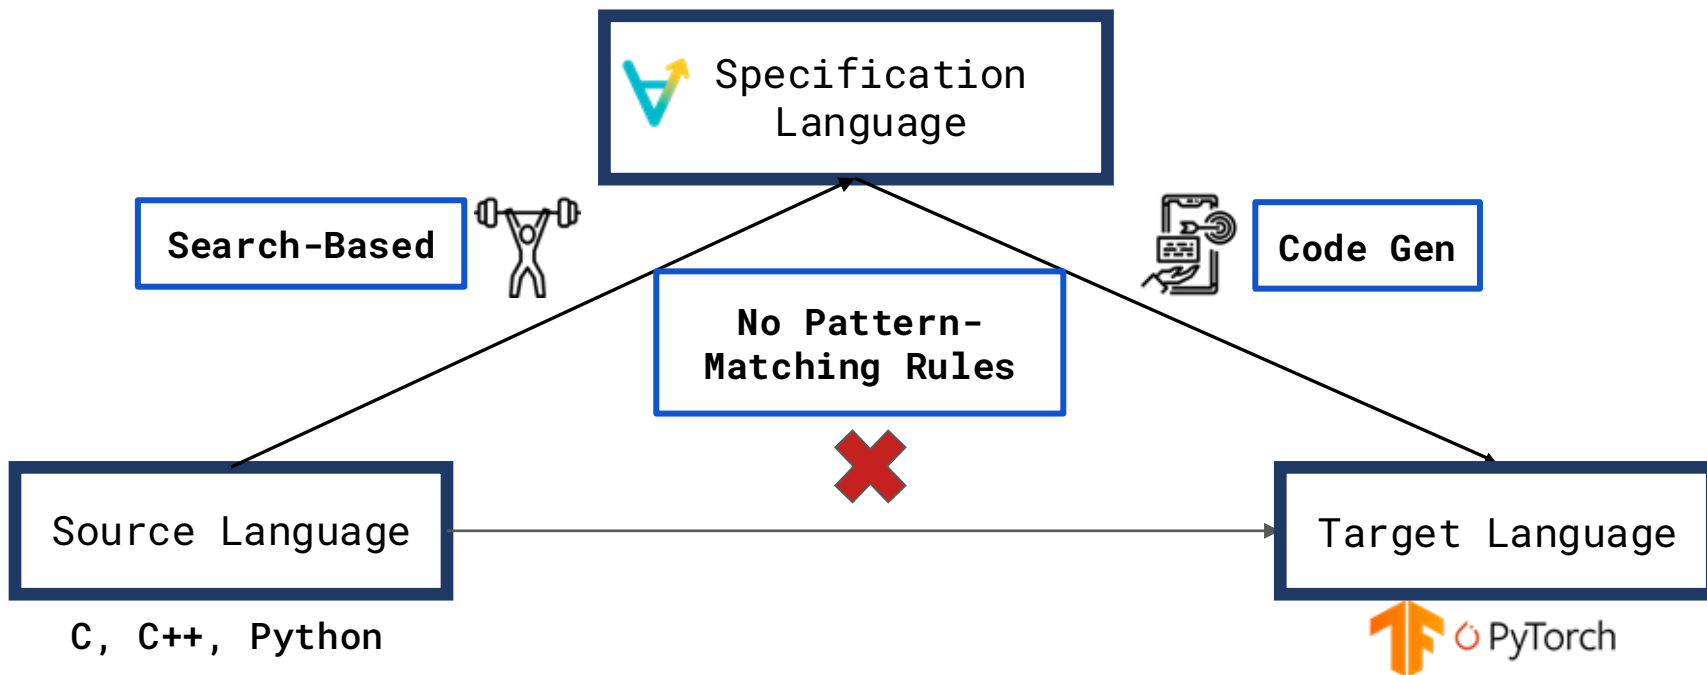 Specification
Language
Search-Based
Code Gen
No Pattern-
Matching Rules
Source Language
Target Language
C, C++, Python
PyTorch